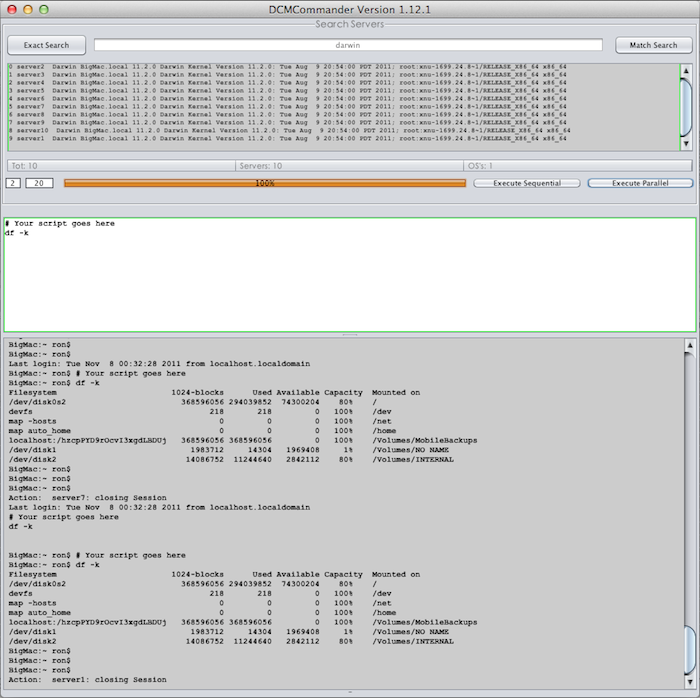 DCMCommander Version 1.12.1
Search Servers
Exact Search
darwin
Match Search
0 server2 Darwin BigMac.local 11.2.0 Darwin Kernel Version 11.2.0: Tue Aug 9 20:54:00 PDT 2011; root:xnu-1699.24.8~1/RELEASE_X86_64 x86_64
1 server3 Darwin BigMac.local 11.2.0 Darwin Kernel Version 11.2.0: Tue Aug 9 20:54:00 PDT 2011; root:xnu-1699.24.8~1/RELEASE_X86_64 x86_64
2 server4 Darwin BigMac.local 11.2.0 Darwin Kernel Version 11.2.0: Tue Aug 9 20:54:00 PDT 2011; root:xnu-1699.24.8~1/RELEASE_X86_64 x86_64
3 server5 Darwin BigMac.local 11.2.0 Darwin Kernel Version 11.2.0: Tue Aug 9 20:54:00 PDT 2011; root:xnu-1699.24.8~1/RELEASE_X86_64 x86_64
4 server6 Darwin BigMac.local 11.2.0 Darwin Kernel Version 11.2.0: Tue Aug 9 20:54:00 PDT 2011; root:xnu-1699.24.8~1/RELEASE_X86_64 x86_64
5 server7 Darwin BigMac.local 11.2.0 Darwin Kernel Version 11.2.0: Tue Aug 9 20:54:00 PDT 2011; root:xnu-1699.24.8~1/RELEASE_X86_64 x86_64
6 server8 Darwin BigMac.local 11.2.0 Darwin Kernel Version 11.2.0: Tue Aug 9 20:54:00 PDT 2011; root:xnu-1699.24.8~1/RELEASE_X86_64 x86_64
7 server9 Darwin BigMac.local 11.2.0 Darwin Kernel Version 11.2.0: Tue Aug 9 20:54:00 PDT 2011; root:xnu-1699.24.8~1/RELEASE_X86_64 x86_64
8 server10 Darwin BigMac.local 11.2.0 Darwin Kernel Version 11.2.0: Tue Aug 9 20:54:00 PDT 2011; root:xnu-1699.24.8~1/RELEASE_X86_64 x86_64
9 server1 Darwin BigMac.local 11.2.0 Darwin Kernel Version 11.2.0: Tue Aug 9 20:54:00 PDT 2011; root:xnu-1699.24.8~1/RELEASE_X86_64 x86_64
Tot: 10 Servers: 10 OS's: 1
2 20 100% Execute Sequential Execute Parallel
# Your script goes here
df -k
BigMac:~ ron$
BigMac:~ ron$
Last login: Tue Nov 8 00:32:28 2011 from localhost.localdomain
BigMac:~ ron$ # Your script goes here
BigMac:~ ron$ df -k
Filesystem 1024-blocks Used Available Capacity Mounted on
/dev/disk0s2 368596056 294039852 74300204 80% /
devfs 218 218 0 100% /dev
map -hosts 0 0 0 100% /net
map auto_home 0 0 0 100% /home
localhost:/hzcpPYD9rOcvI3xgdLBDUj 368596056 368596056 0 100% /Volumes/MobileBackups
/dev/disk1 1983712 14304 1969408 1% /Volumes/NO NAME
/dev/disk2 14086752 11244640 2842112 80% /Volumes/INTERNAL
BigMac:~ ron$
BigMac:~ ron$
BigMac:~ ron$
Action: server7: closing Session
Last login: Tue Nov 8 00:32:28 2011 from localhost.localdomain
# Your script goes here
df -k
BigMac:~ ron$ # Your script goes here
BigMac:~ ron$ df -k
Filesystem 1024-blocks Used Available Capacity Mounted on
/dev/disk0s2 368596056 294039852 74300204 80% /
devfs 218 218 0 100% /dev
map -hosts 0 0 0 100% /net
map auto_home 0 0 0 100% /home
localhost:/hzcpPYD9rOcvI3xgdLBDUj 368596056 368596056 0 100% /Volumes/MobileBackups
/dev/disk1 1983712 14304 1969408 1% /Volumes/NO NAME
/dev/disk2 14086752 11244640 2842112 80% /Volumes/INTERNAL
BigMac:~ ron$
BigMac:~ ron$
BigMac:~ ron$
Action: server1: closing Session